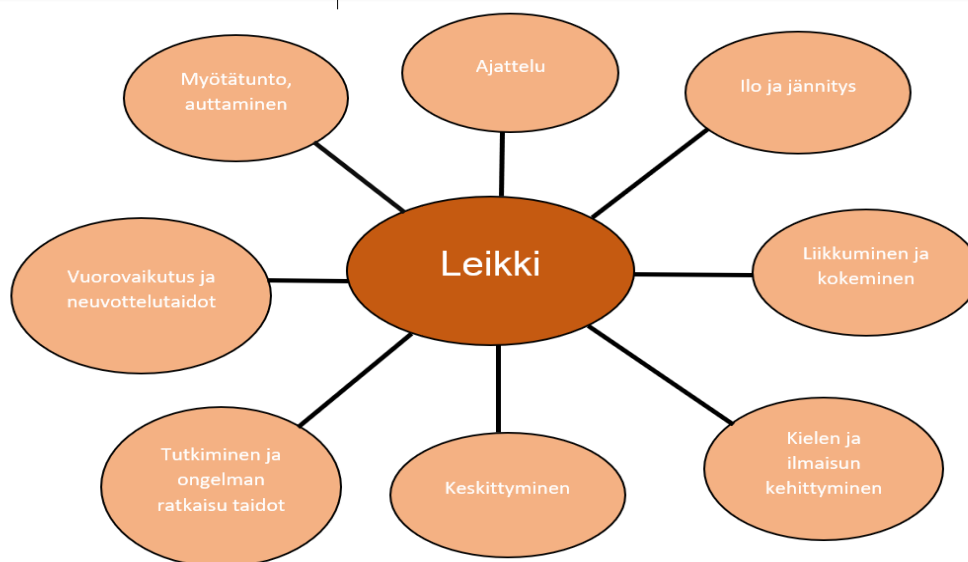 Myötätunto,
auttaminen
Ajattelu
Ilo ja jännitys
Vuorovaikutus ja
neuvottelutaidot
Leikki
Liikkuminen ja
kokeminen
Tutkiminen ja
ongelman
ratkaisu taidot
Keskittyminen
Kielen ja
ilmaisun
kehittyminen